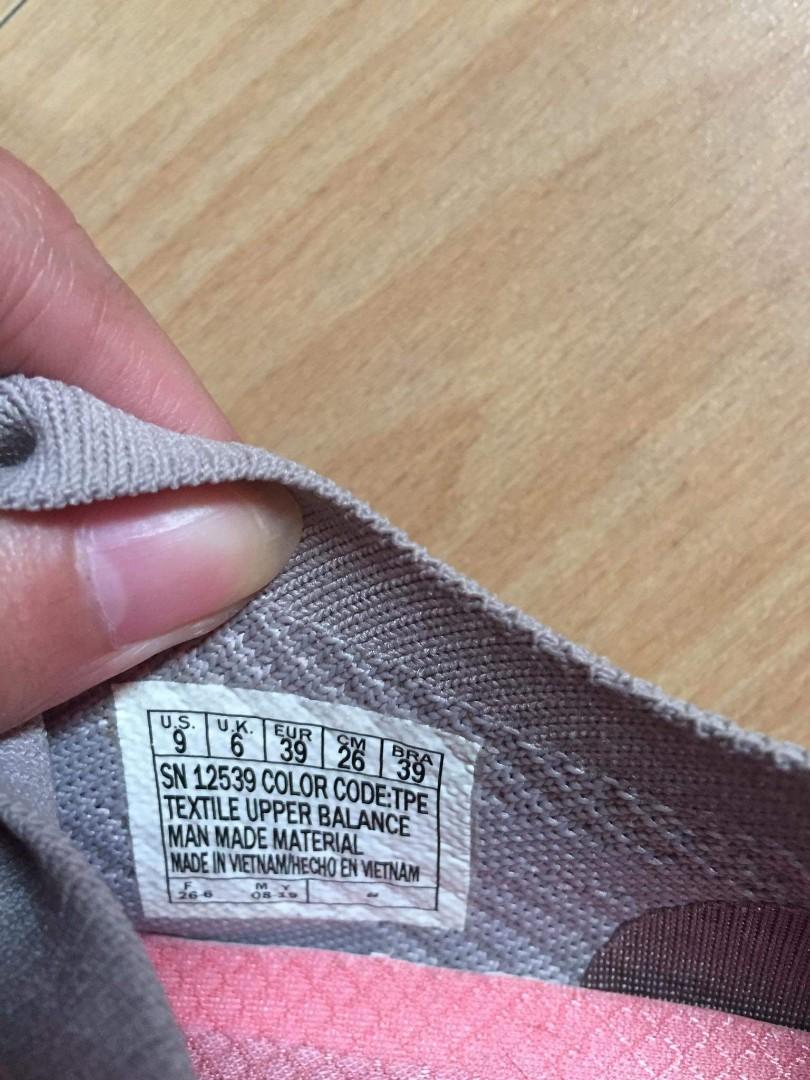 U.S. U.K. EUR CM BRA
9 6 39 26 39
SN 12539 COLOR CODE:TPE
TEXTILE UPPER BALANCE
MAN MADE MATERIAL
MADE IN VIETNAM/HECHO EN VIETNAM
F M Y
26-6 08-19